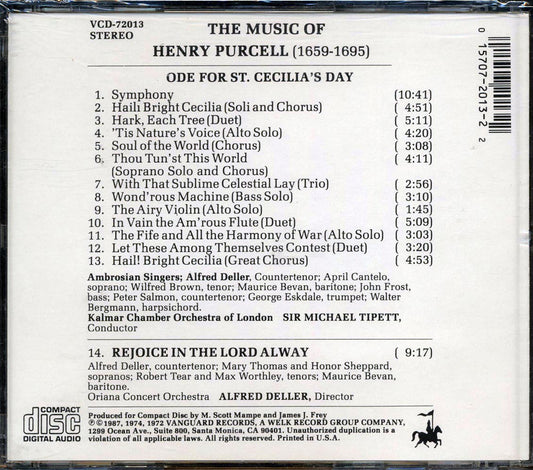 VCD-72013
STEREO
THE MUSIC OF
HENRY PURCELL (1659-1695)
ODE FOR ST. CECILIA'S DAY
1. Symphony (10:41)
2. Hail! Bright Cecilia (Soli and Chorus) ( 4:51)
3. Hark, Each Tree (Duet) ( 5:11)
4. 'Tis Nature's Voice (Alto Solo) ( 4:20)
5. Soul of the World (Chorus) ( 3:08)
6. Thou Tun'st This World ( 4:11)
(Soprano Solo and Chorus)
7. With That Sublime Celestial Lay (Trio) ( 2:56)
8. Wond'rous Machine (Bass Solo) ( 3:10)
9. The Airy Violin (Alto Solo) ( 1:45)
10. In Vain the Am'rous Flute (Duet) ( 5:09)
11. The Fife and All the Harmony of War (Alto Solo) ( 3:03)
12. Let These Among Themselves Contest (Duet) ( 3:20)
13. Hail! Bright Cecilia (Great Chorus) ( 4:53)
Ambrosian Singers; Alfred Deller, Countertenor; April Cantelo,
soprano; Wilfred Brown, tenor; Maurice Bevan, baritone; John Frost,
bass; Peter Salmon, countertenor; George Eskdale, trumpet; Walter
Bergmann, harpsichord.
Kalmar Chamber Orchestra of London SIR MICHAEL TIPETT,
Conductor
14. REJOICE IN THE LORD ALWAY ( 9:17)
Alfred Deller, countertenor; Mary Thomas and Honor Sheppard,
sopranos; Robert Tear and Max Worthley, tenors; Maurice Bevan,
baritone.
Oriana Concert Orchestra ALFRED DELLER, Director
COMPACT
disc
DIGITAL AUDIO
Produced for Compact Disc by M. Scott Mampe and James J. Frey
℗©1987, 1974, 1972 VANGUARD RECORDS, A WELK RECORD GROUP COMPANY,
1299 Ocean Ave., Suite 800, Santa Monica, CA 90401. Unauthorized duplication is a
violation of all applicable laws. All rights reserved. Printed in U.S.A.
0 15707-2013-2 2